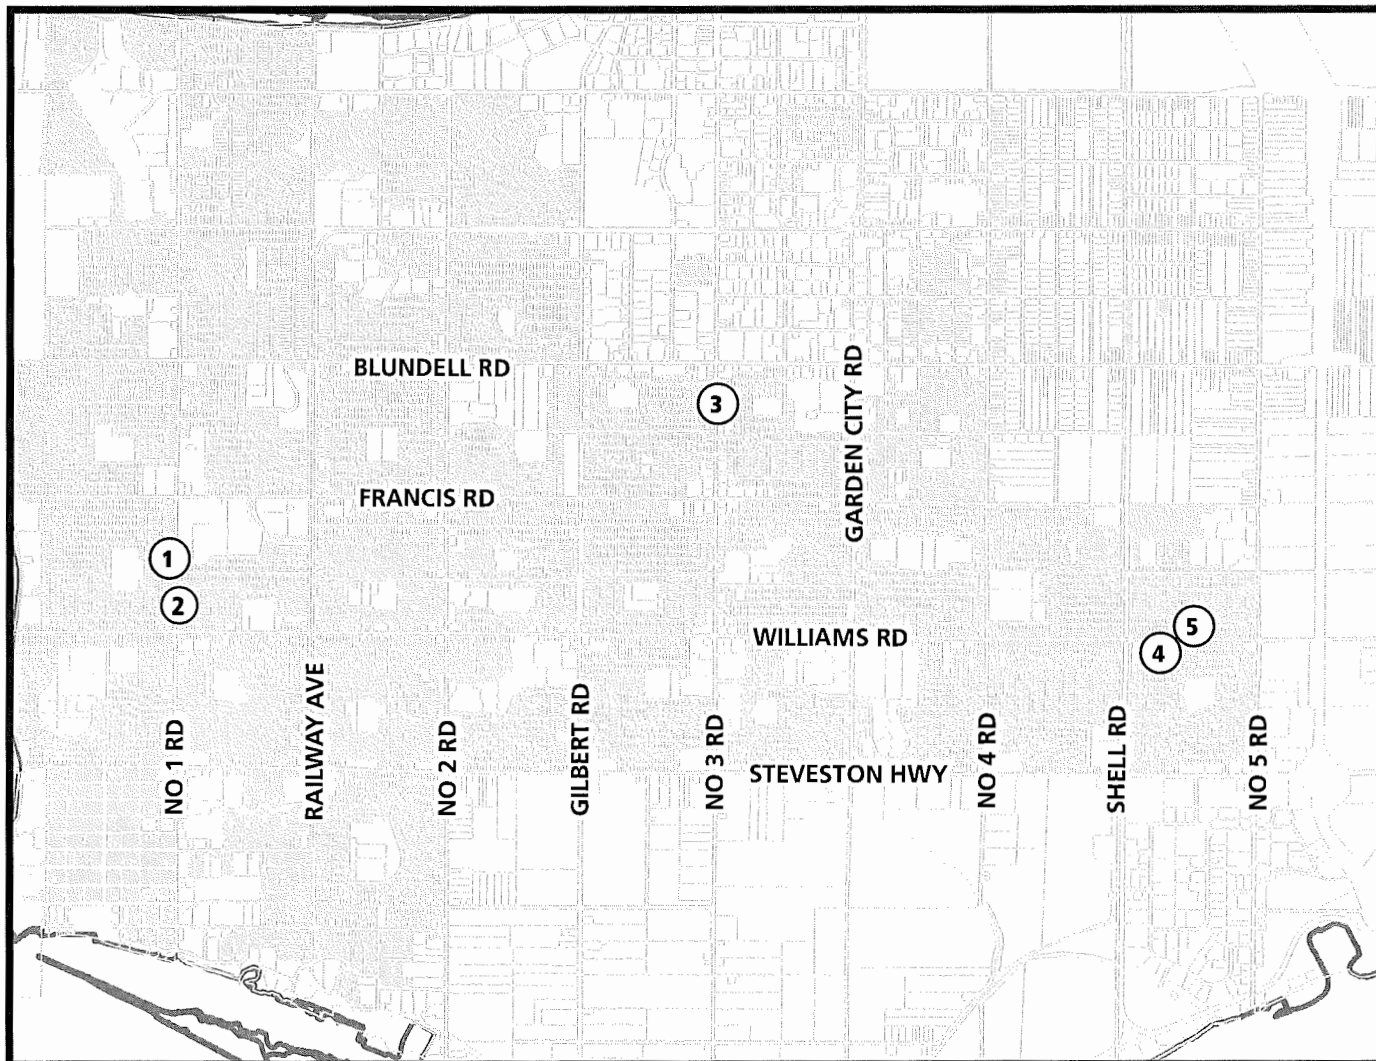 BLUNDELL RD
3
GARDEN CITY RD
FRANCIS RD
1
2
WILLIAMS RD
5
4
NO 1 RD
RAILWAY AVE
NO 2 RD
GILBERT RD
NO 3 RD
STEVESTON HWY
NO 4 RD
SHELL RD
NO 5 RD